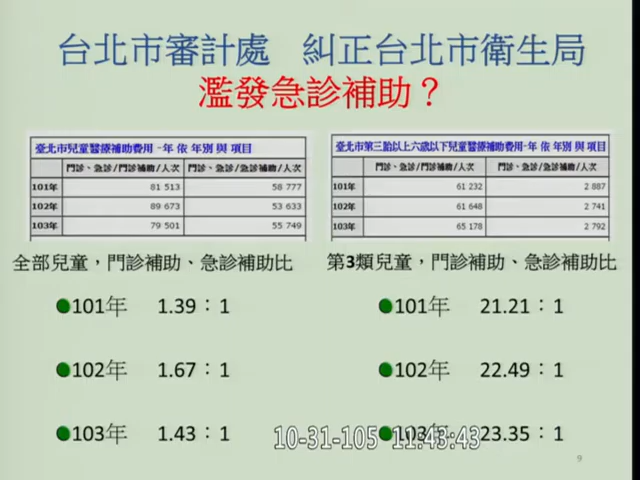 台北市審計處 糾正台北市衛生局
濫發急診補助？
臺北市兒童醫療補助費用-年 依 年別 與 項目
門診、急診/門診補助/人次 門診、急診/急診補助/人次
101年 81 513 58 777
102年 89 673 53 633
103年 79 501 55 749
臺北市第三胎以上六歲以下兒童醫療補助費用-年 依 年別 與 項目
門診、急診/門診補助/人次 門診、急診/急診補助/人次
101年 61 232 2 887
102年 61 648 2 741
103年 65 178 2 792
全部兒童，門診補助、急診補助比
101年 1.39：1
102年 1.67：1
103年 1.43：1
第3類兒童，門診補助、急診補助比
101年 21.21：1
102年 22.49：1
103年 23.35：1
10-31-105 11:43:43
9